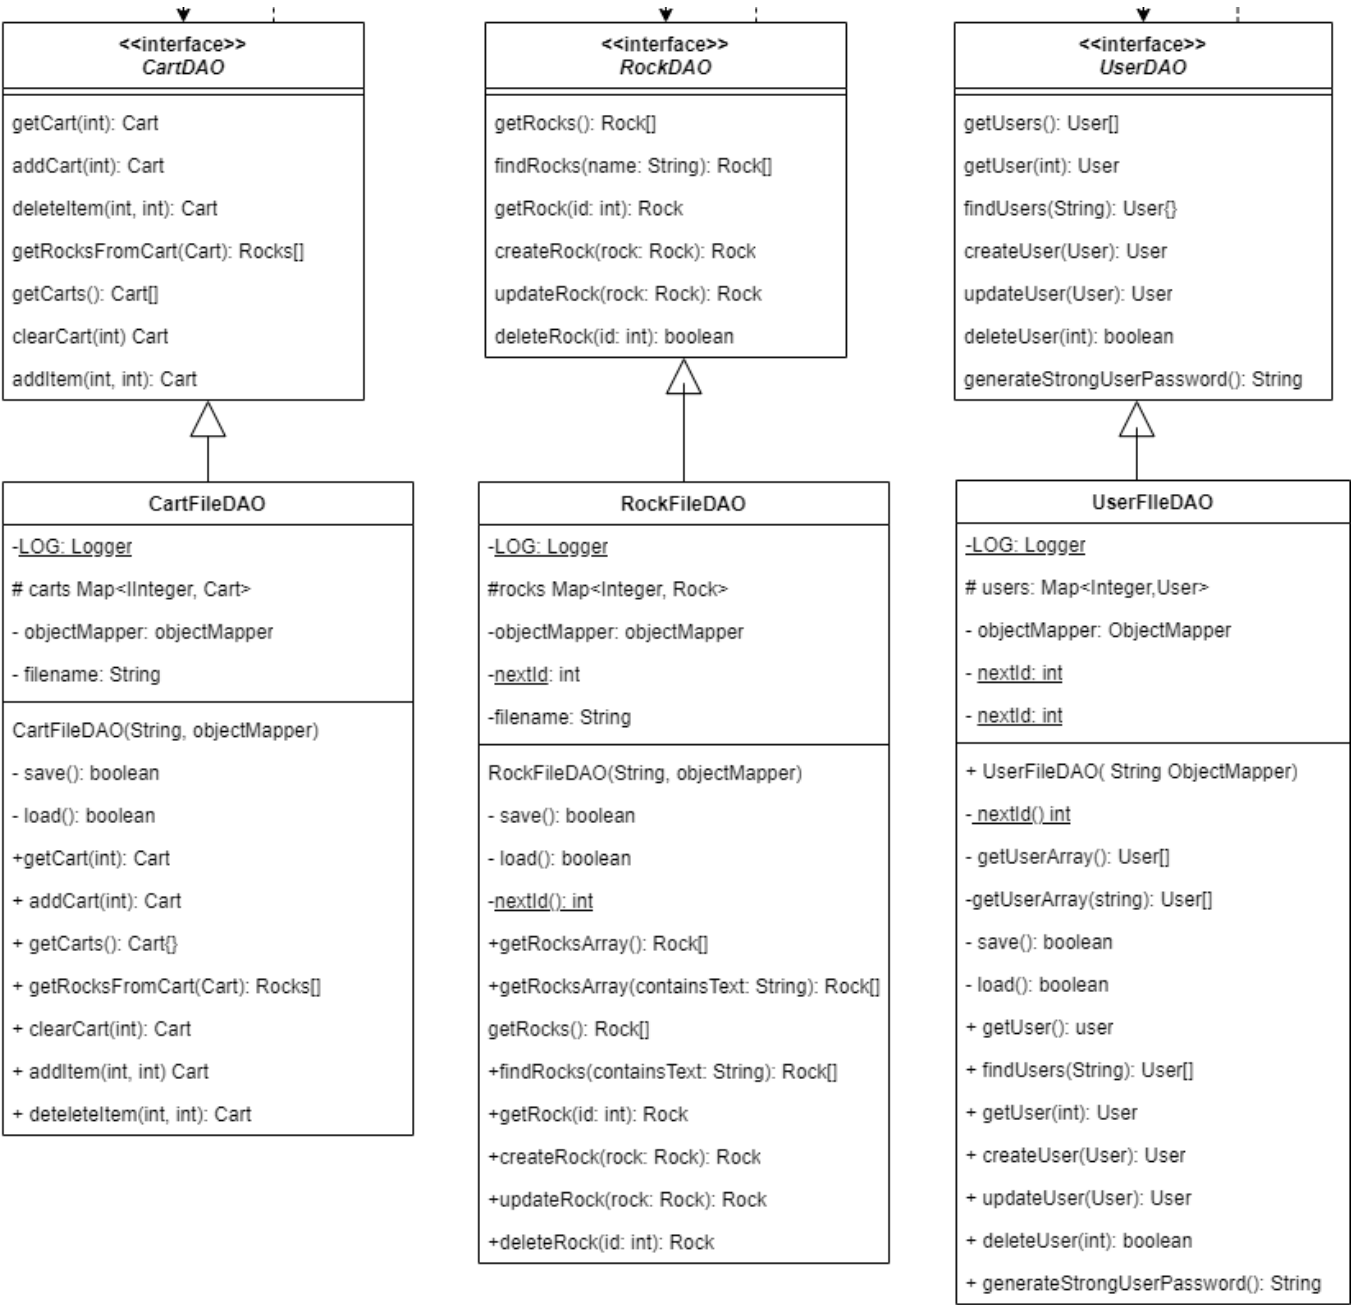 <<interface>>
CartDAO
getCart(int): Cart
addCart(int): Cart
deleteItem(int, int): Cart
getRocksFromCart(Cart): Rocks[]
getCarts(): Cart[]
clearCart(int) Cart
addItem(int, int): Cart
<<interface>>
RockDAO
getRocks(): Rock[]
findRocks(name: String): Rock[]
getRock(id: int): Rock
createRock(rock: Rock): Rock
updateRock(rock: Rock): Rock
deleteRock(id: int): boolean
<<interface>>
UserDAO
getUsers(): User[]
getUser(int): User
findUsers(String): User{}
createUser(User): User
updateUser(User): User
deleteUser(int): boolean
generateStrongUserPassword(): String
CartFileDAO
-LOG: Logger
# carts Map<IInteger, Cart>
- objectMapper: objectMapper
- filename: String
CartFileDAO(String, objectMapper)
- save(): boolean
- load(): boolean
+getCart(int): Cart
+ addCart(int): Cart
+ getCarts(): Cart{}
+ getRocksFromCart(Cart): Rocks[]
+ clearCart(int): Cart
+ addItem(int, int) Cart
+ deteleteItem(int, int): Cart
RockFileDAO
-LOG: Logger
#rocks Map<Integer, Rock>
-objectMapper: objectMapper
-nextId: int
-filename: String
RockFileDAO(String, objectMapper)
- save(): boolean
- load(): boolean
-nextId(): int
+getRocksArray(): Rock[]
+getRocksArray(containsText: String): Rock[]
getRocks(): Rock[]
+findRocks(containsText: String): Rock[]
+getRock(id: int): Rock
+createRock(rock: Rock): Rock
+updateRock(rock: Rock): Rock
+deleteRock(id: int): Rock
UserFIleDAO
-LOG: Logger
# users: Map<Integer,User>
- objectMapper: ObjectMapper
- nextId: int
- nextId: int
+ UserFileDAO( String ObjectMapper)
- nextId() int
- getUserArray(): User[]
-getUserArray(string): User[]
- save(): boolean
- load(): boolean
+ getUser(): user
+ findUsers(String): User[]
+ getUser(int): User
+ createUser(User): User
+ updateUser(User): User
+ deleteUser(int): boolean
+ generateStrongUserPassword(): String